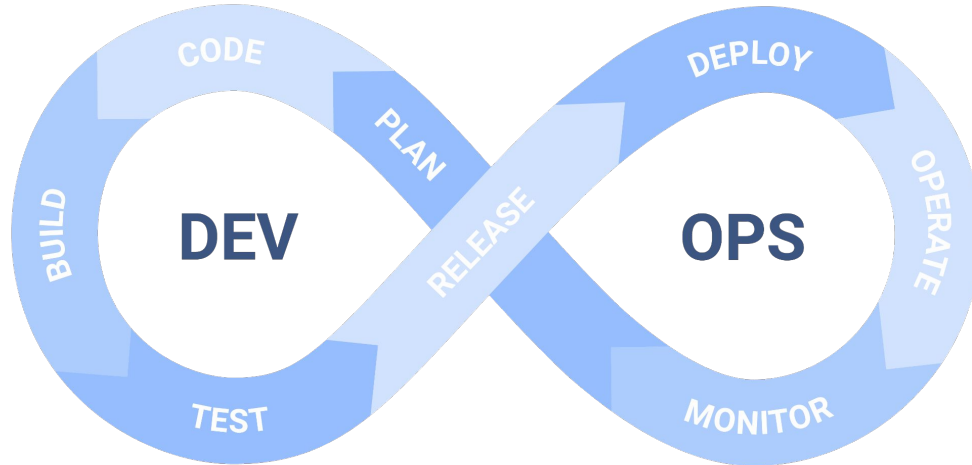 CODE
DEPLOY
PLAN
BUILD
DEV
RELEASE
OPS
OPERATE
TEST
MONITOR